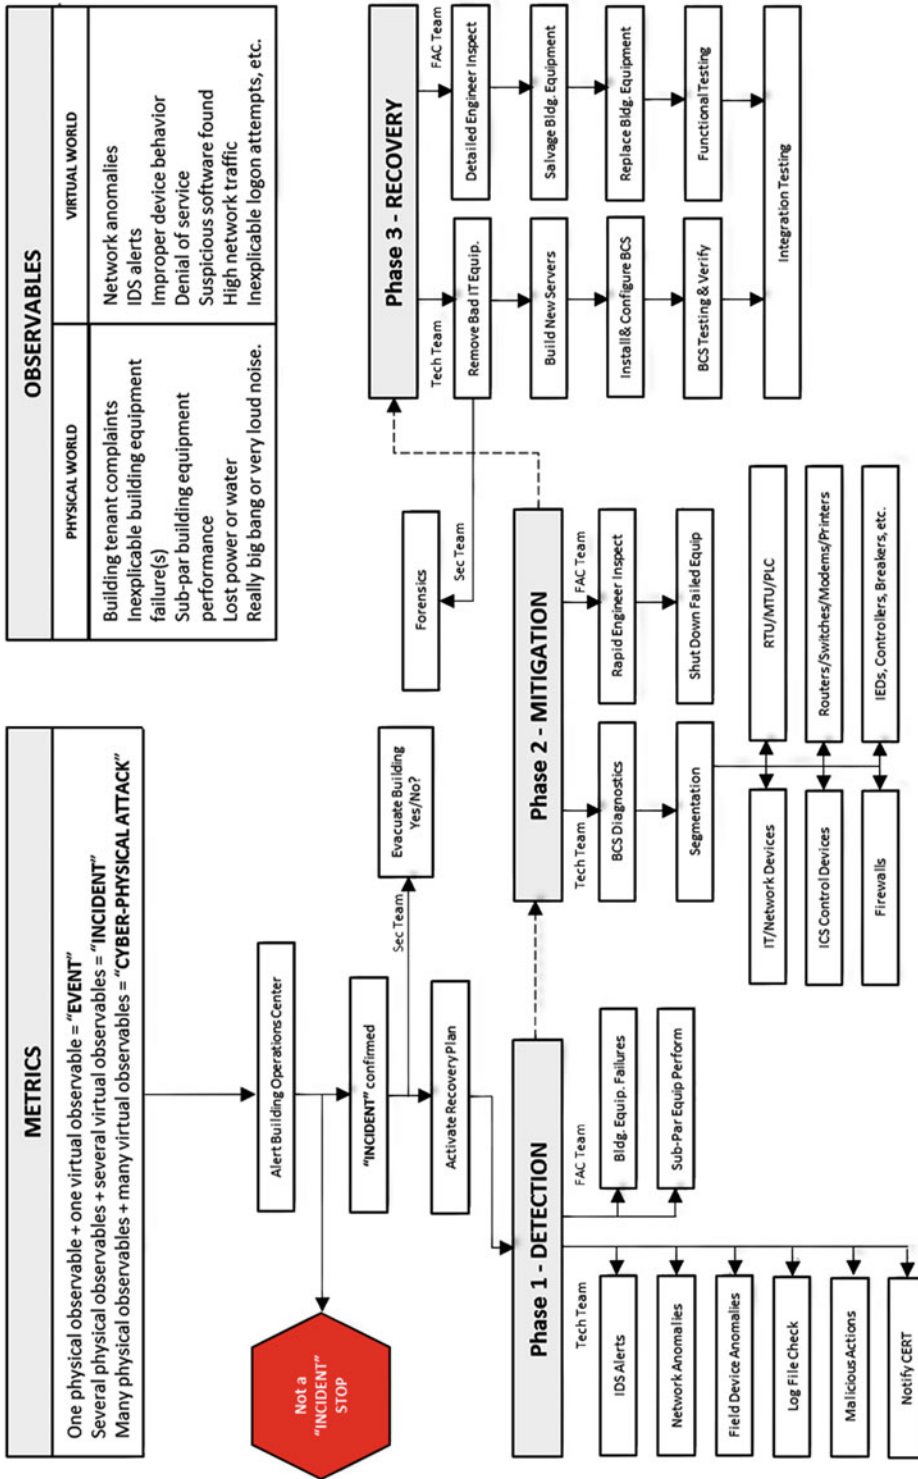 METRICS
One physical observable + one virtual observable = “EVENT”
Several physical observables + several virtual observables = “INCIDENT”
Many physical observables + many virtual observables = “CYBER-PHYSICAL ATTACK”
OBSERVABLES
PHYSICAL WORLD
VIRTUAL WORLD
Building tenant complaints
Inexplicable building equipment
failure(s)
Sub-par building equipment
performance
Lost power or water
Really big bang or very loud noise.
Network anomalies
IDS alerts
Improper device behavior
Denial of service
Suspicious software found
High network traffic
Inexplicable logon attempts, etc.
Alert Building Operations Center
Not a
“INCIDENT”
STOP
“INCIDENT” confirmed
Sec Team
Evacuate Building
Yes/No?
Activate Recovery Plan
Phase 1 - DETECTION
Tech Team
FAC Team
IDS Alerts
Network Anomalies
Field Device Anomalies
Log File Check
Malicious Actions
Notify CERT
Bldg. Equip. Failures
Sub-Par Equip Perform
Phase 2 - MITIGATION
Tech Team
FAC Team
BCS Diagnostics
Segmentation
Rapid Engineer Inspect
Shut Down Failed Equip
IT/Network Devices
RTU/MTU/PLC
ICS Control Devices
Routers/Switches/Modems/Printers
Firewalls
IEDs, Controllers, Breakers, etc.
Forensics
Sec Team
Phase 3 - RECOVERY
Tech Team
FAC Team
Remove Bad IT Equip.
Build New Servers
Install & Configure BCS
BCS Testing & Verify
Detailed Engineer Inspect
Salvage Bldg. Equipment
Replace Bldg. Equipment
Functional Testing
Integration Testing